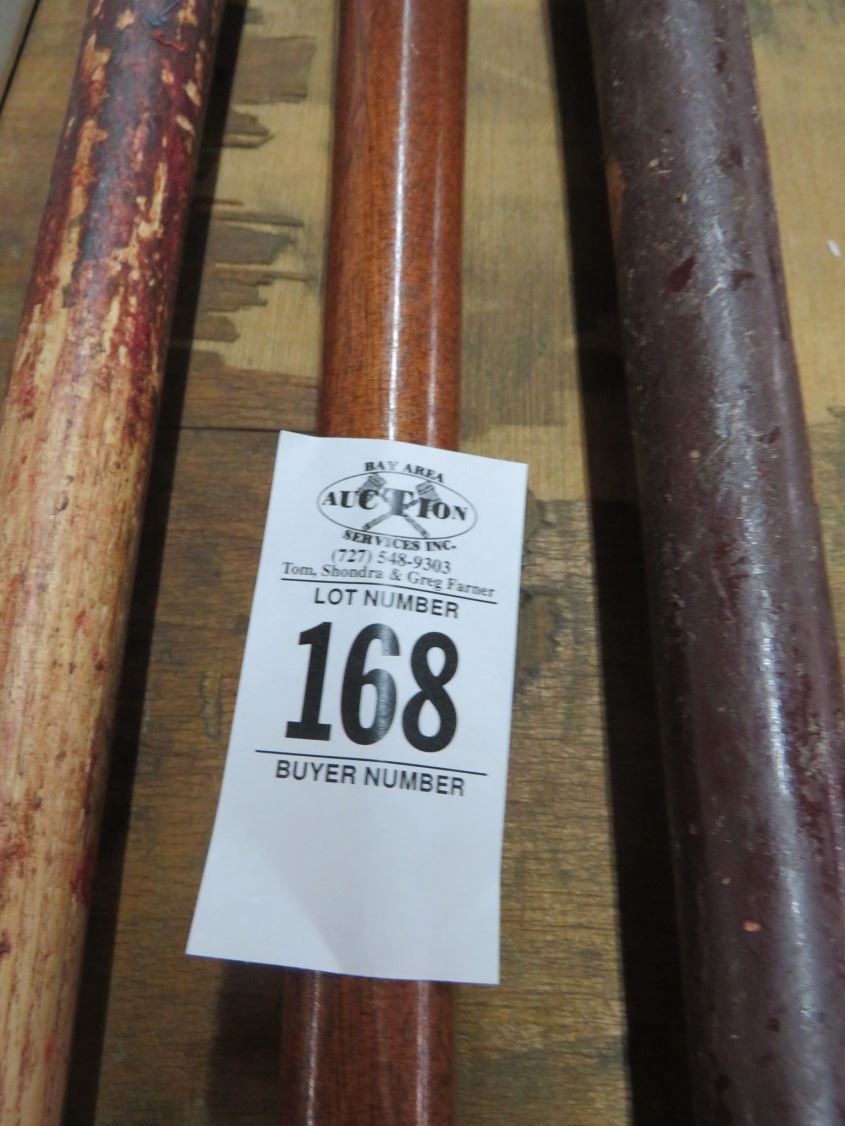 BAY AREA
AUCTION
SERVICES INC.
(727) 548-9303
Tom, Shondra & Greg Farner
LOT NUMBER
168
BUYER NUMBER